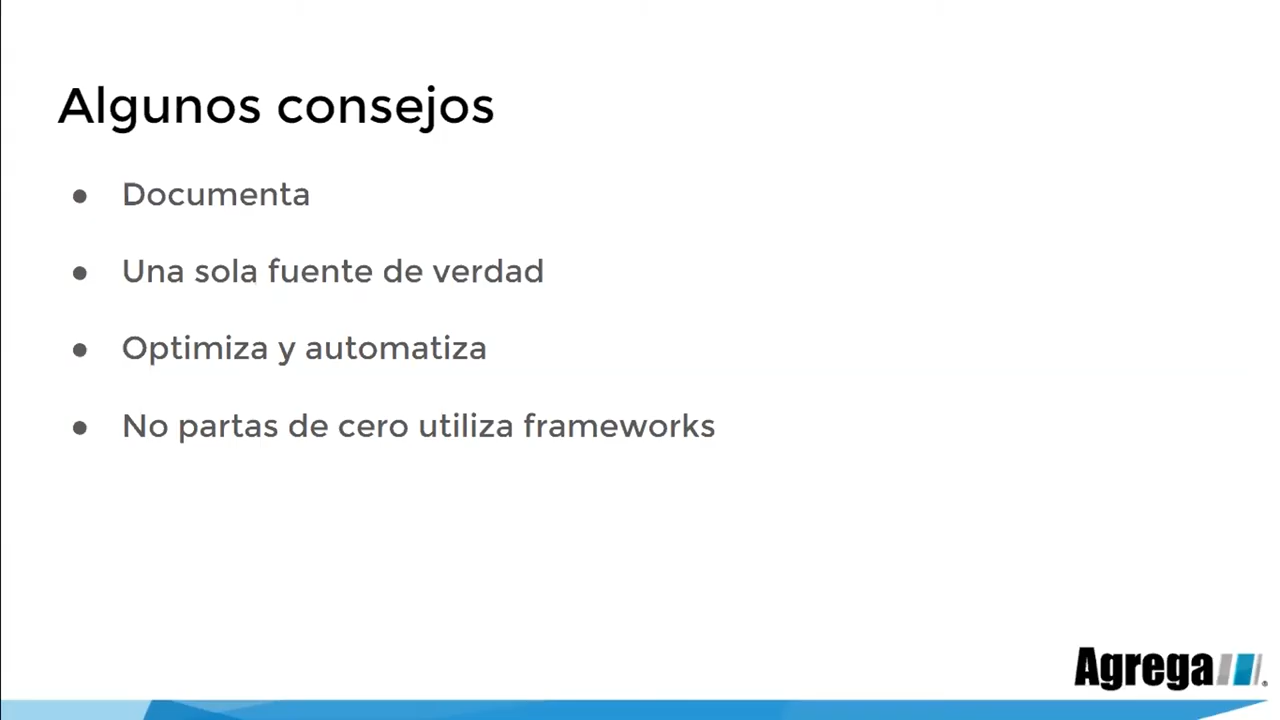 Algunos consejos
● Documenta
● Una sola fuente de verdad
● Optimiza y automatiza
● No partas de cero utiliza frameworks
Agrega